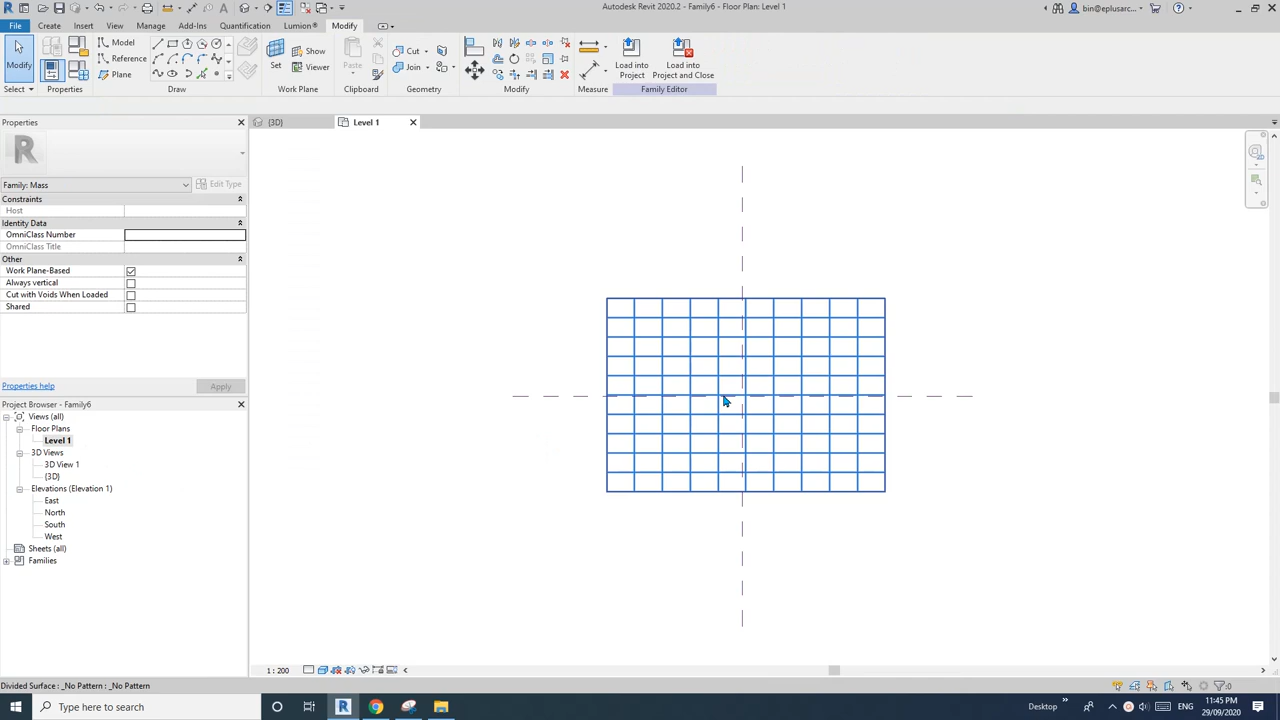 Autodesk Revit 2020.2 - Family6 - Floor Plan: Level 1
bin@eplusarc...
File Create Insert View Manage Add-Ins Quantification Lumion® Modify
Modify
Model
Reference
Plane
Set
Show
Viewer
Paste
Cut
Join
Load into
Project
Load into
Project and Close
Select Properties Draw Work Plane Clipboard Geometry Modify Measure Family Editor
Properties
{3D}
Level 1
Family: Mass
Edit Type
Constraints
Host
Identity Data
OmniClass Number
OmniClass Title
Other
Work Plane-Based
Always vertical
Cut with Voids When Loaded
Shared
Properties help
Apply
Project Browser - Family6
Views (all)
Floor Plans
Level 1
3D Views
3D View 1
{3D}
Elevations (Elevation 1)
East
North
South
West
Sheets (all)
Families
1 : 200
Divided Surface : _No Pattern : _No Pattern
:0
Type here to search
Desktop
ENG
11:45 PM
29/09/2020